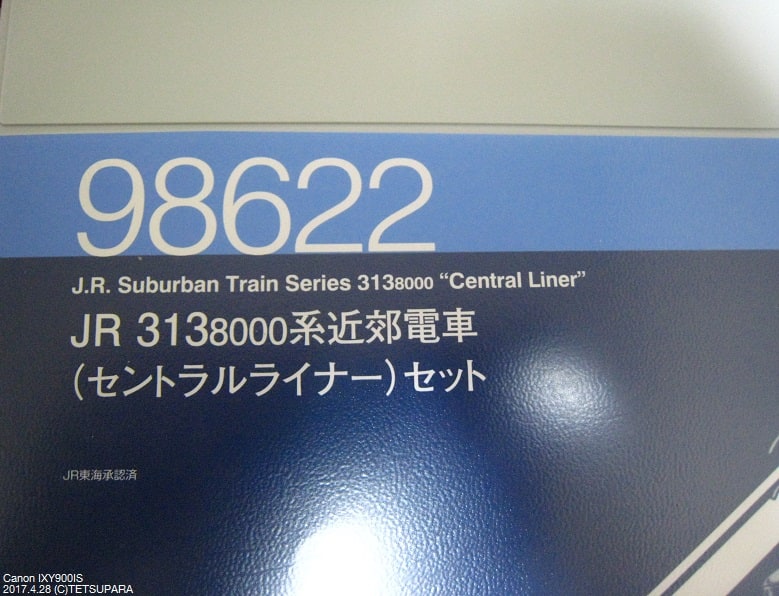 98622
J.R. Suburban Train Series 3138000 “Central Liner”
JR 3138000系近郊電車
(セントラルライナー)セット
JR東海承認済
Canon IXY900IS
2017.4.28 (C)TETSUPARA